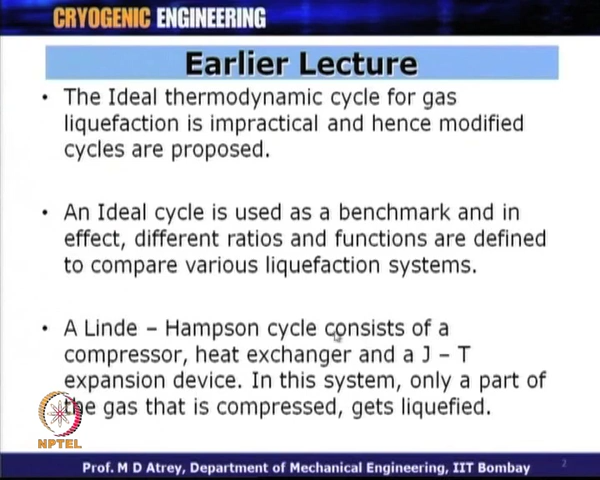 CRYOGENIC ENGINEERING
Earlier Lecture
• The Ideal thermodynamic cycle for gas
liquefaction is impractical and hence modified
cycles are proposed.
• An Ideal cycle is used as a benchmark and in
effect, different ratios and functions are defined
to compare various liquefaction systems.
• A Linde – Hampson cycle consists of a
compressor, heat exchanger and a J – T
expansion device. In this system, only a part of
the gas that is compressed, gets liquefied.
NPTEL
Prof. M D Atrey, Department of Mechanical Engineering, IIT Bombay
2